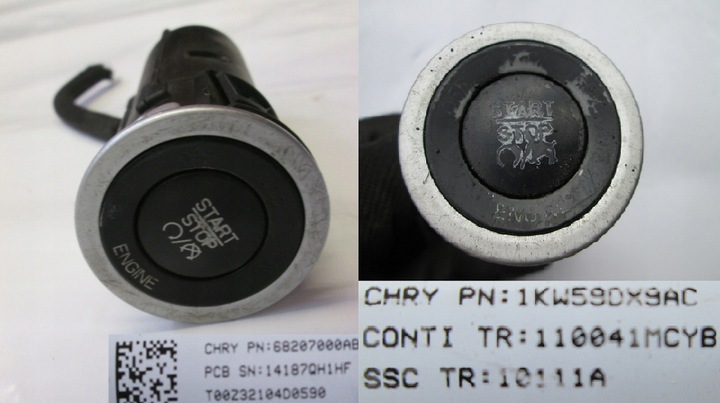 START
STOP
ENGINE
CHRY PN:68207000AB
PCB SN:14187QH1HF
T00Z32104D0590
START
STOP
CHRY PN:1KW59DX9AC
CONTI TR:110041MCYB
SSC TR:10111A